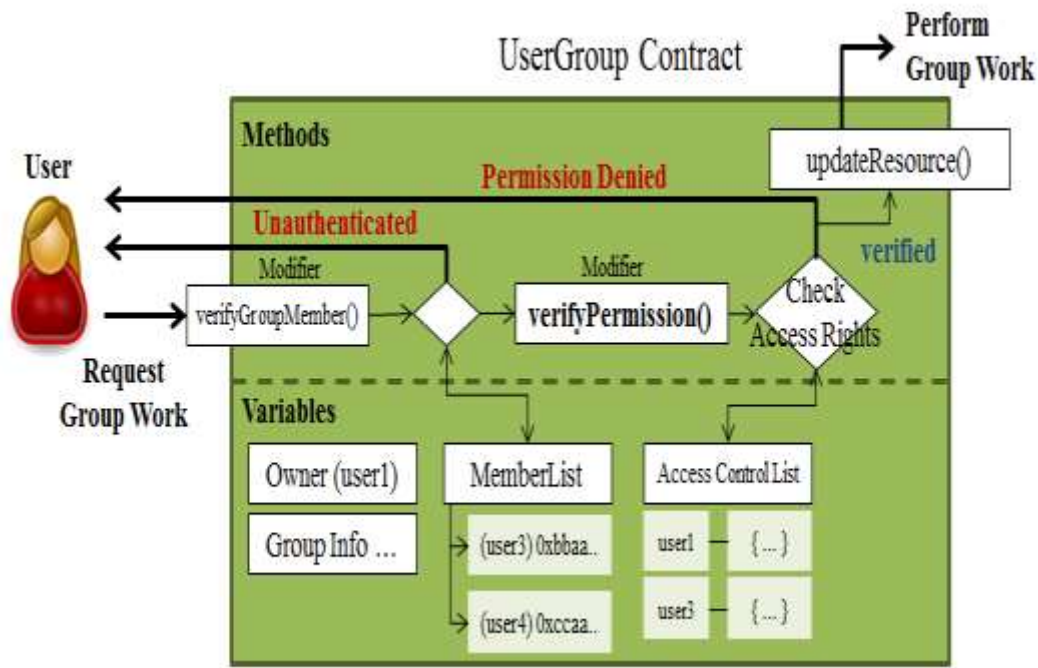 UserGroup Contract
Perform
Group Work
Methods
updateResource()
User
Permission Denied
Unauthenticated
verified
Modifier
Modifier
verifyGroupMember()
verifyPermission()
Check
Access Rights
Request
Group Work
Variables
Owner (user1)
MemberList
Access Control List
Group Info ...
(user3) 0xbbaa..
user1
{ ... }
(user4) 0xccaa..
user3
{ ... }